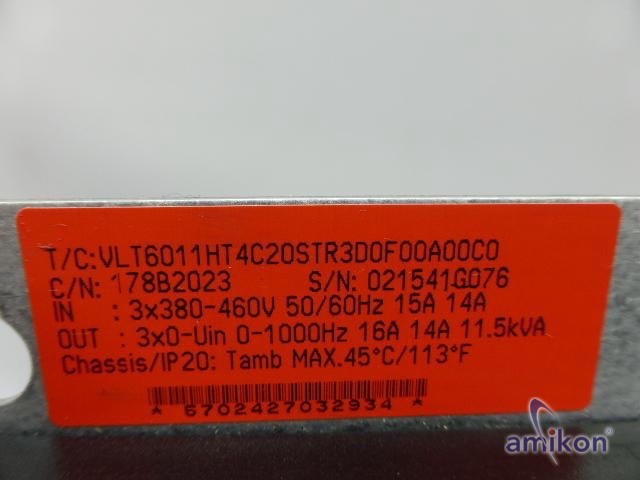 T/C:VLT6011HT4C20STR3D0F00A00C0
C/N: 178B2023 S/N: 021541G076
IN : 3x380-460V 50/60Hz 15A 14A
OUT : 3x0-Uin 0-1000Hz 16A 14A 11.5kVA
Chassis/IP20: Tamb MAX.45°C/113°F
* 6702427032934 *
amikon